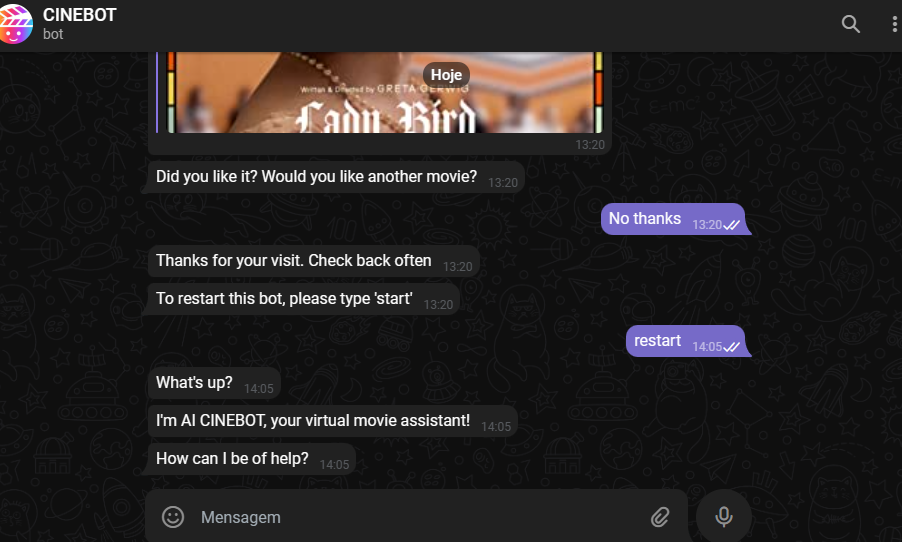 CINEBOT
bot
Hoje
Written & Directed by GRETA GERWIG
Lady Bird
13:20
Did you like it? Would you like another movie? 13:20
No thanks 13:20
Thanks for your visit. Check back often 13:20
To restart this bot, please type 'start' 13:20
restart 14:05
What's up? 14:05
I'm AI CINEBOT, your virtual movie assistant! 14:05
How can I be of help? 14:05
Mensagem